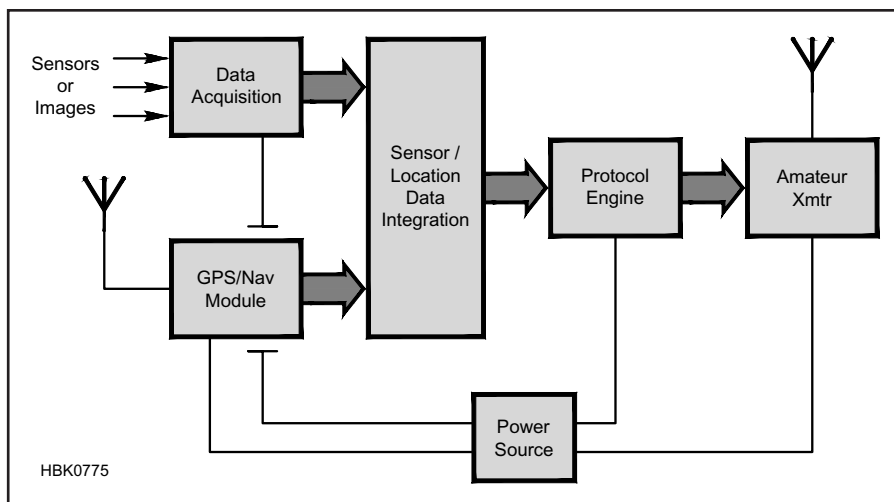 Sensors
or
Images
Data
Acquisition
Sensor /
Location
Data
Integration
Protocol
Engine
Amateur
Xmtr
GPS/Nav
Module
Power
Source
HBK0775